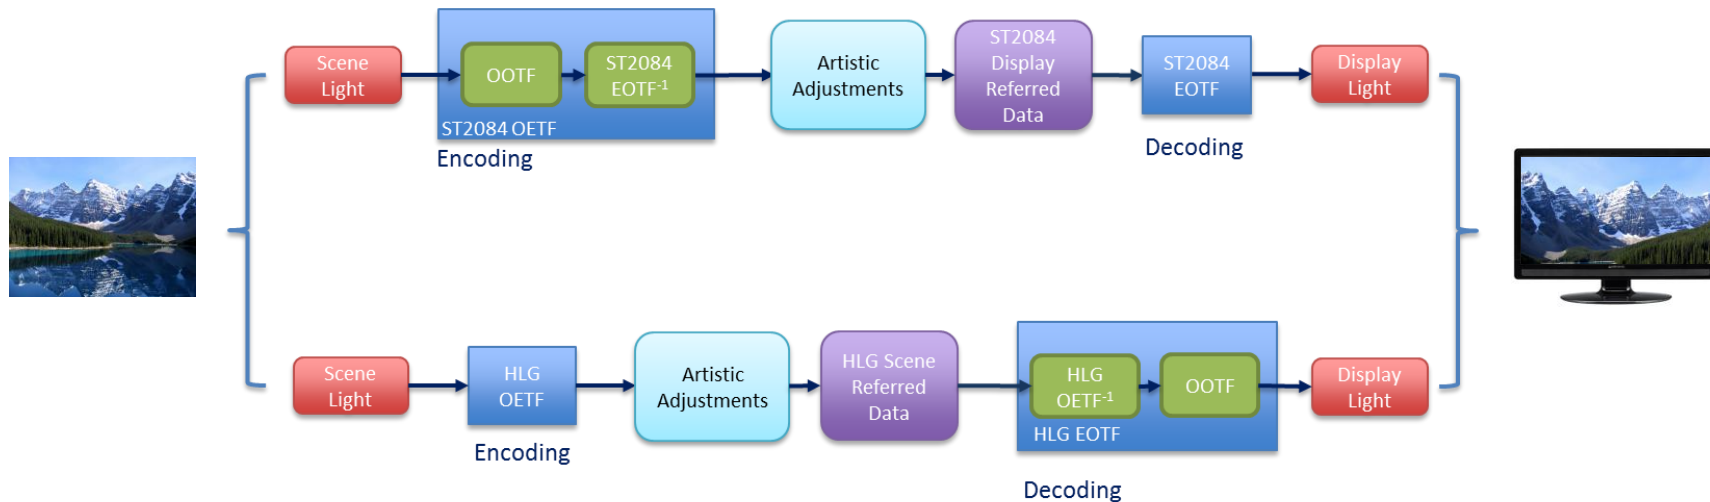 Scene
Light
OOTF
ST2084
EOTF-1
ST2084 OETF
Encoding
Artistic
Adjustments
ST2084
Display
Referred
Data
ST2084
EOTF
Decoding
Display
Light
Scene
Light
HLG
OETF
Encoding
Artistic
Adjustments
HLG Scene
Referred
Data
HLG
OETF-1
OOTF
HLG EOTF
Decoding
Display
Light